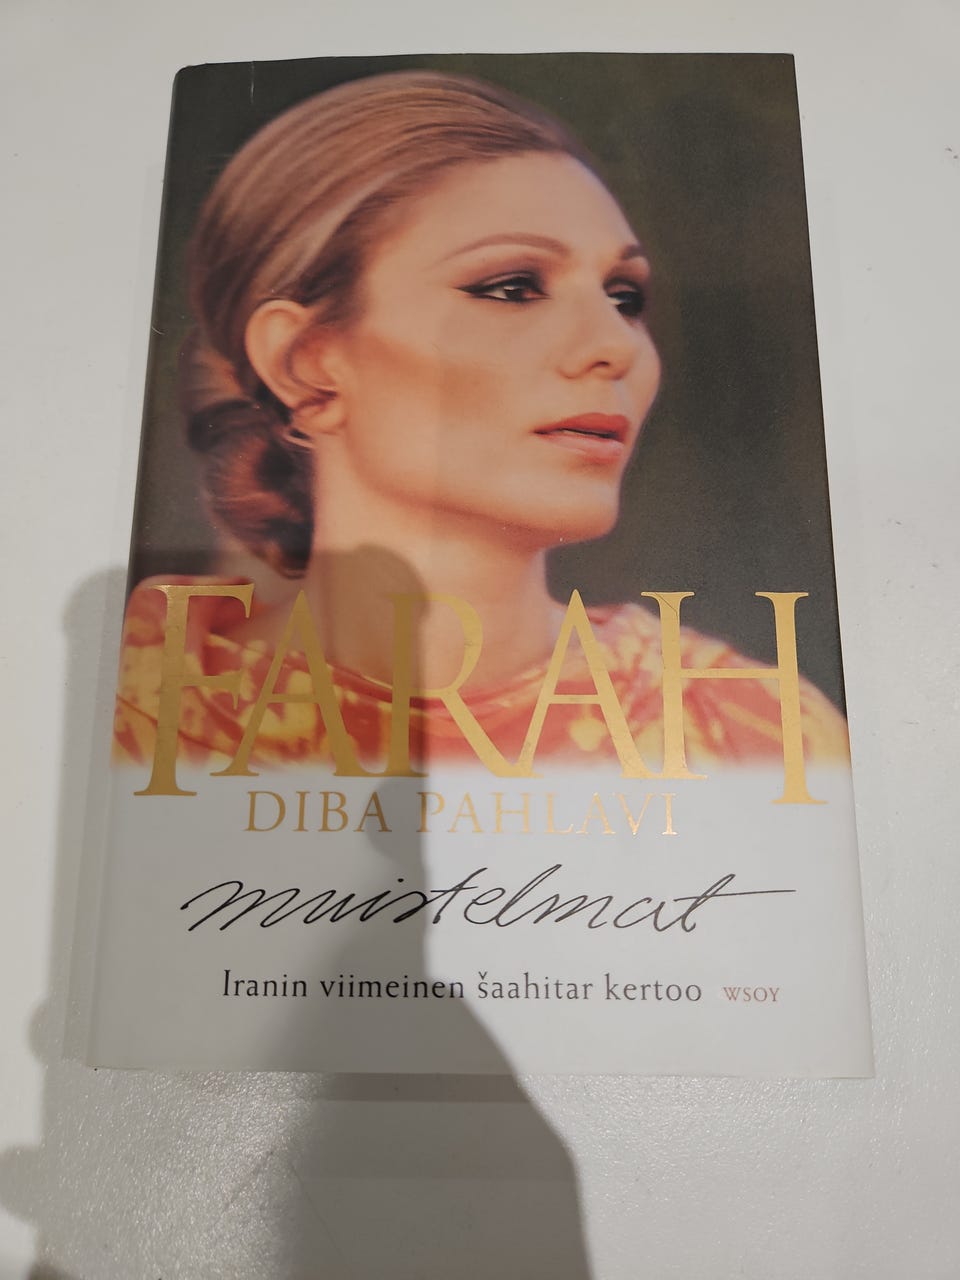 FARAH
DIBA PAHLAVI
muistelmat
Iranin viimeinen šaahitar kertoo WSOY